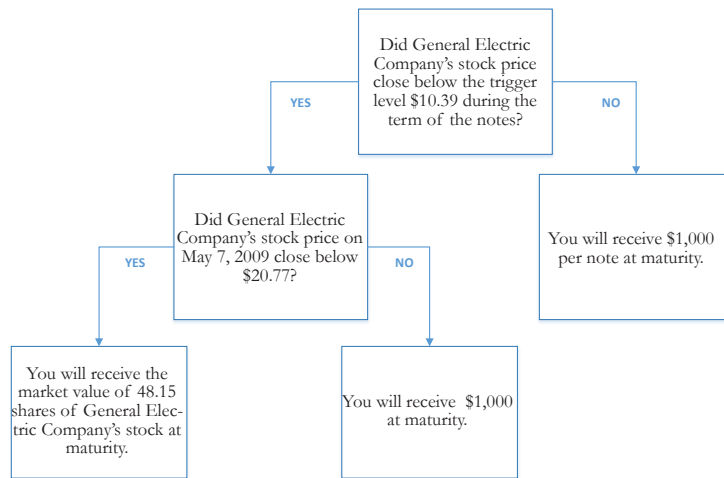 Did General Electric
Company's stock price
close below the trigger
level $10.39 during the
term of the notes?
YES
NO
Did General Electric
Company's stock price on
May 7, 2009 close below
$20.77?
You will receive $1,000
per note at maturity.
YES
NO
You will receive the
market value of 48.15
shares of General Elec-
tric Company's stock at
maturity.
You will receive $1,000
at maturity.